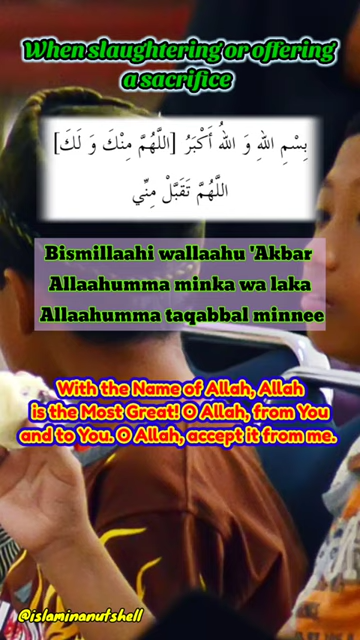 When slaughtering or offering
a sacrifice
بِسْمِ اللهِ وَ اللهُ أَكْبَرُ [اللَّهُمَّ مِنْكَ وَ لَكَ]
اللَّهُمَّ تَقَبَّلْ مِنِّي
Bismillaahi wallaahu 'Akbar
Allaahumma minka wa laka
Allaahumma taqabbal minnee
With the Name of Allah, Allah
is the Most Great! O Allah, from You
and to You. O Allah, accept it from me.
@islaminanutshell